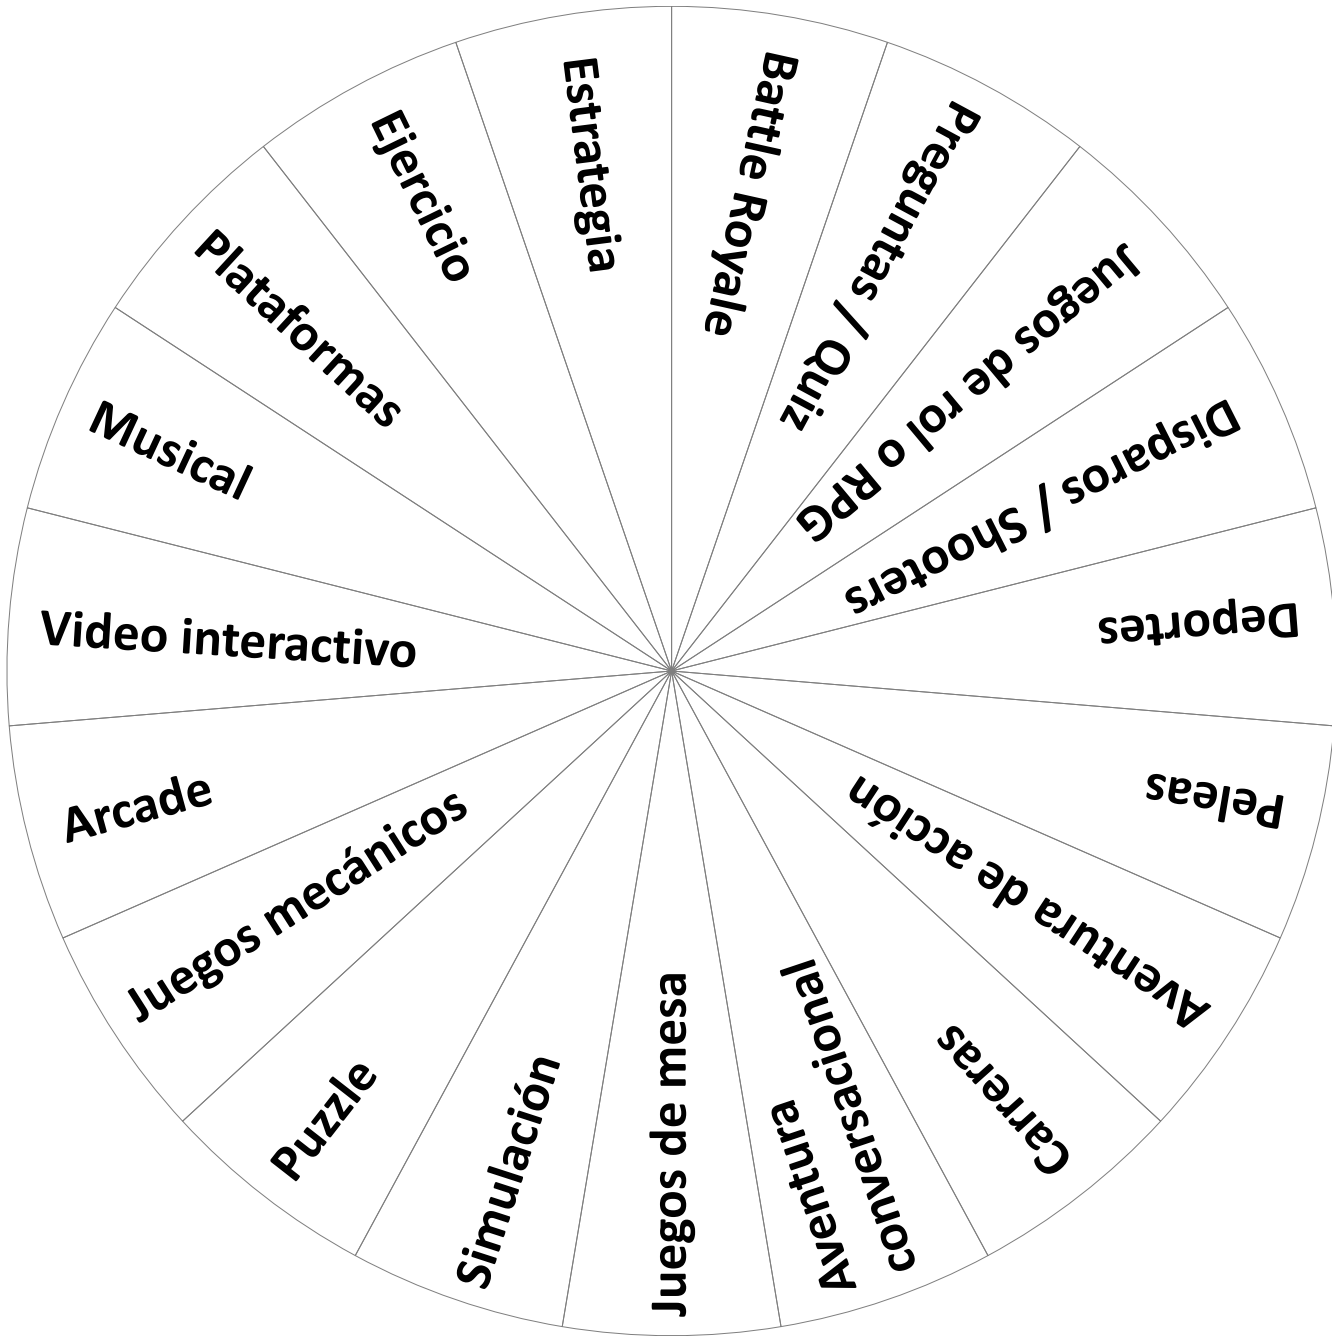 Battle Royale
Preguntas / Quiz
Juegos de rol o RPG
Disparos / Shooters
Deportes
Peleas
Aventura de acción
Carreras
Aventura
conversacional
Juegos de mesa
Simulación
Puzzle
Juegos mecánicos
Arcade
Video interactivo
Musical
Plataformas
Ejercicio
Estrategia